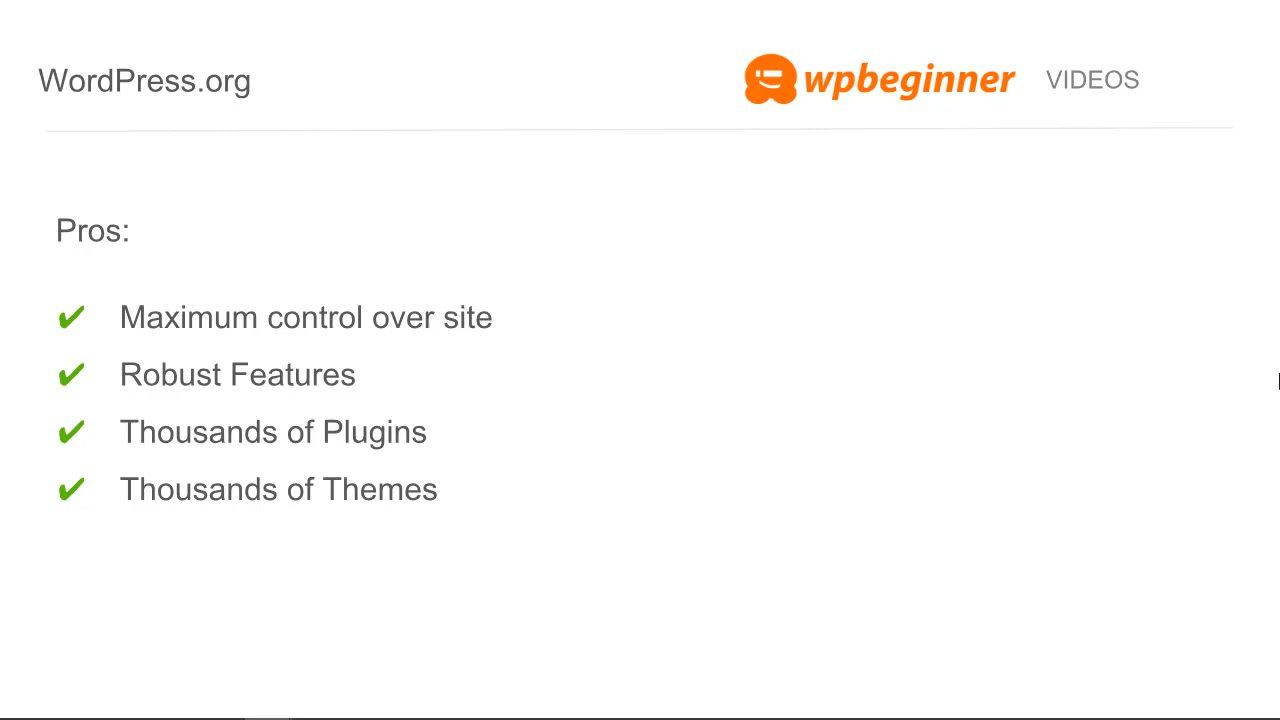 WordPress.org
wpbeginner VIDEOS
Pros:
✔ Maximum control over site
✔ Robust Features
✔ Thousands of Plugins
✔ Thousands of Themes